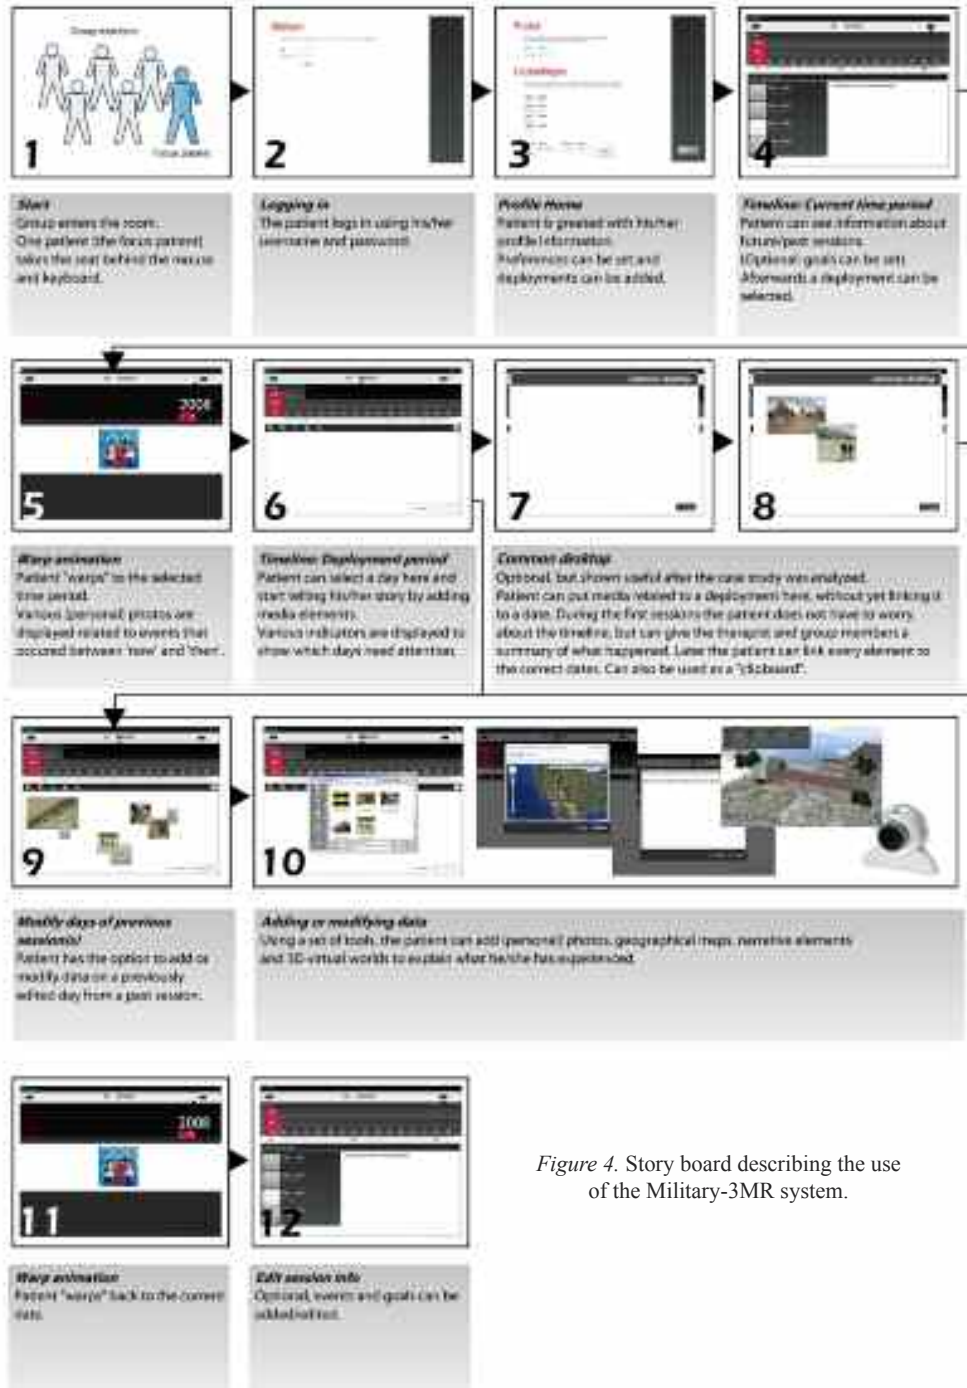 Group members
Focus patient
1
2
3
4
Start
Group enters the room.
One patient (the focus patient)
takes the seat behind the mouse
and keyboard.
Logging in
The patient logs in using his/her
username and password.
Profile Home
Patient is greeted with his/her
profile information.
Preferences can be set and
deployments can be added.
Timeline: Current time period
Patient can see information about
future/past sessions.
(Optional: goals can be set)
Afterwards a deployment can be
selected.
2008
5
6
7
8
Warp animation
Patient "warps" to the selected
time period.
Various (personal) photos are
displayed related to events that
occured between 'now' and 'then'.
Timeline: Deployment period
Patient can select a day here and
start telling his/her story by adding
media elements.
Various indicators are displayed to
show which days need attention.
Common desktop
Optional, but shown useful after the case study was analyzed.
Patient can put media related to a deployment here, without yet linking it
to a date. During the first sessions the patient does not have to worry
about the timeline, but can give the therapist and group members a
summary of what happened. Later the patient can link every element to
the correct dates. Can also be used as a "clipboard".
9
10
Modify days of previous
session(s)
Patient has the option to add or
modify data on a previously
edited day from a past session.
Adding or modifying data
Using a set of tools, the patient can add (personal) photos, geographical maps, narrative elements
and 3D-virtual worlds to explain what he/she has experienced.
2008
11
12
Warp animation
Patient "warps" back to the current
date.
Edit session info
Optional, events and goals can be
added/edited.
Figure 4. Story board describing the use
of the Military-3MR system.